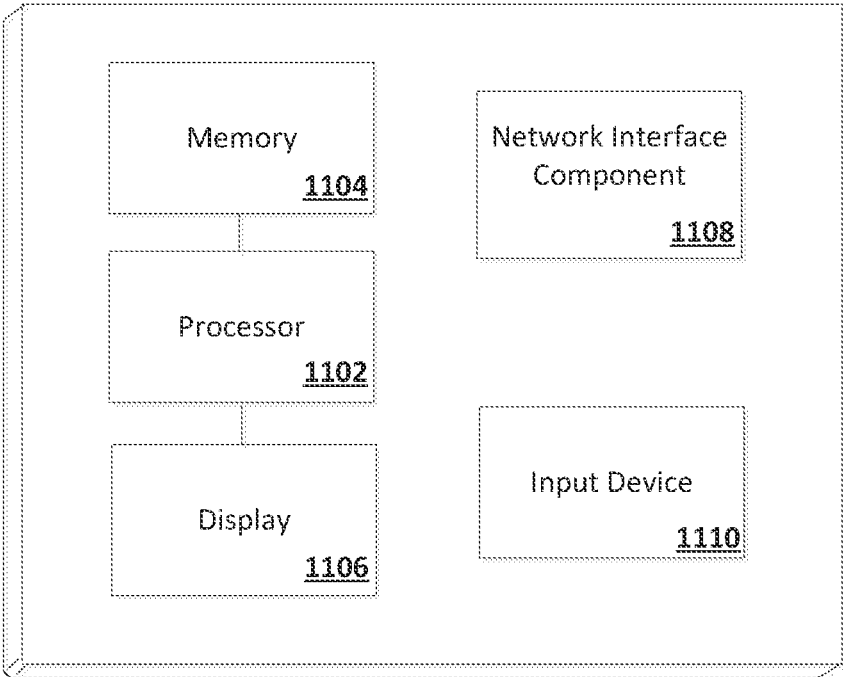 Memory
1104
Network Interface
Component
1108
Processor
1102
Display
1106
Input Device
1110